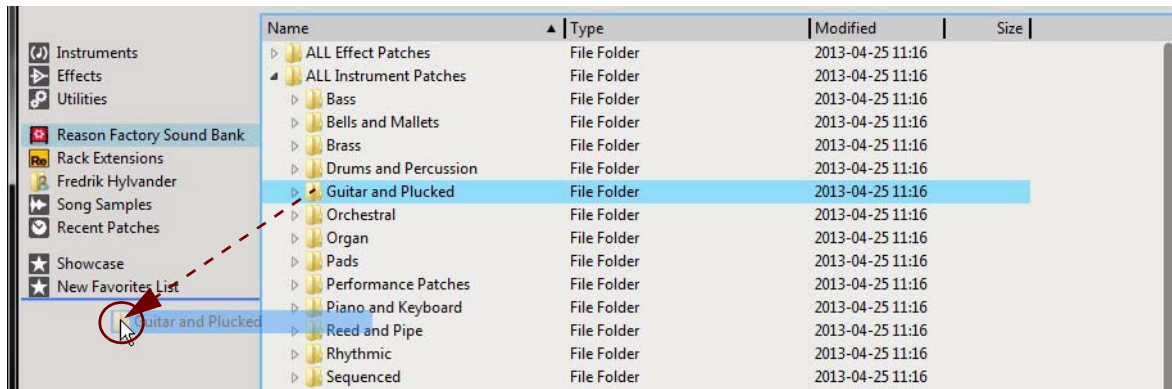 Name Type Modified Size
Instruments
Effects
Utilities
Reason Factory Sound Bank
Re Rack Extensions
Fredrik Hylvander
Song Samples
Recent Patches
Showcase
New Favorites List
Guitar and Plucked
ALL Effect Patches File Folder 2013-04-25 11:16
ALL Instrument Patches File Folder 2013-04-25 11:16
Bass File Folder 2013-04-25 11:16
Bells and Mallets File Folder 2013-04-25 11:16
Brass File Folder 2013-04-25 11:16
Drums and Percussion File Folder 2013-04-25 11:16
Guitar and Plucked File Folder 2013-04-25 11:16
Orchestral File Folder 2013-04-25 11:16
Organ File Folder 2013-04-25 11:16
Pads File Folder 2013-04-25 11:16
Performance Patches File Folder 2013-04-25 11:16
Piano and Keyboard File Folder 2013-04-25 11:16
Reed and Pipe File Folder 2013-04-25 11:16
Rhythmic File Folder 2013-04-25 11:16
Sequenced File Folder 2013-04-25 11:16